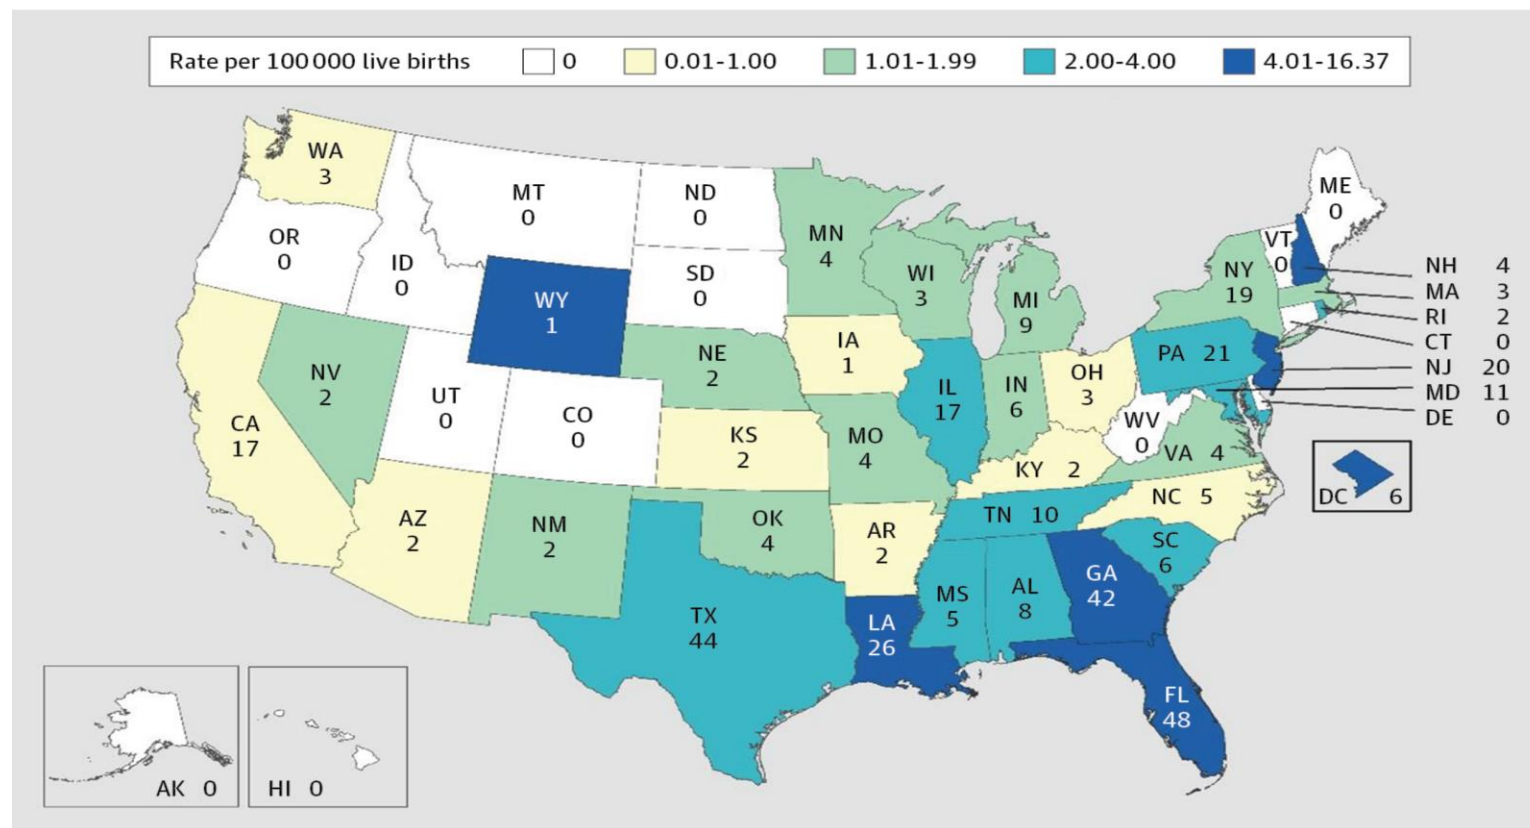 Rate per 100 000 live births 0 0.01-1.00 1.01-1.99 2.00-4.00 4.01-16.37
WA
3
MT
0
ND
0
ME
0
OR
0
ID
0
MN
4
VT
0
SD
0
WI
3
NY
19
NH 4
MA 3
RI 2
CT 0
NJ 20
MD 11
DE 0
WY
1
MI
9
IA
1
NE
2
PA 21
NV
2
UT
0
CO
0
IL
17
IN
6
OH
3
CA
17
KS
2
MO
4
WV
0
VA 4
KY 2
DC 6
NC 5
AZ
2
NM
2
OK
4
AR
2
TN 10
SC
6
TX
44
LA
26
MS
5
AL
8
GA
42
FL
48
AK 0
HI 0